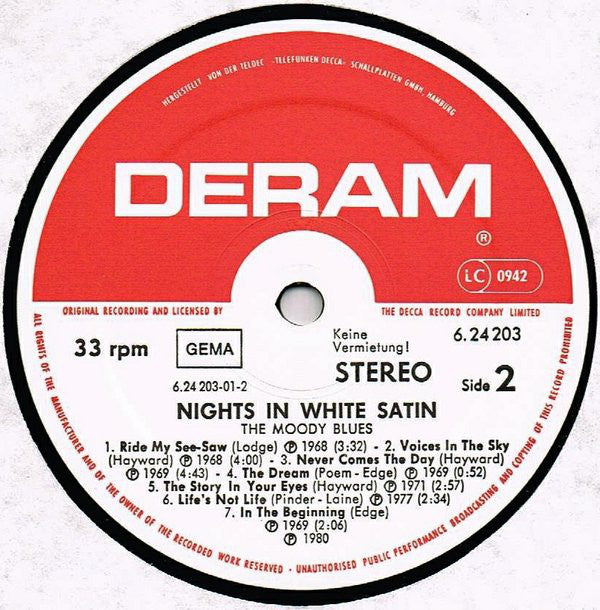 HERGESTELLT VON DER TELDEC »TELEFUNKEN DECCA« SCHALLPLATTEN GMBH, HAMBURG
DERAM
®
LC 0942
ORIGINAL RECORDING AND LICENSED BY THE DECCA RECORD COMPANY LIMITED
33 rpm
GEMA
Keine
Vermietung!
6.24203
6.24 203-01-2
STEREO
Side 2
NIGHTS IN WHITE SATIN
THE MOODY BLUES
1. Ride My See-Saw (Lodge) ℗ 1968 (3:32) - 2. Voices In The Sky
(Hayward) ℗ 1968 (4:00) - 3. Never Comes The Day (Hayward)
℗ 1969 (4:43) - 4. The Dream (Poem - Edge) ℗ 1969 (0:52)
5. The Story In Your Eyes (Hayward) ℗ 1971 (2:57)
6. Life's Not Life (Pinder - Laine) ℗ 1977 (2:34)
7. In The Beginning (Edge)
℗ 1969 (2:06)
℗ 1980
ALL RIGHTS OF THE MANUFACTURER AND OF THE OWNER OF THE RECORDED WORK RESERVED - UNAUTHORISED PUBLIC PERFORMANCE BROADCASTING AND COPYING OF THIS RECORD PROHIBITED